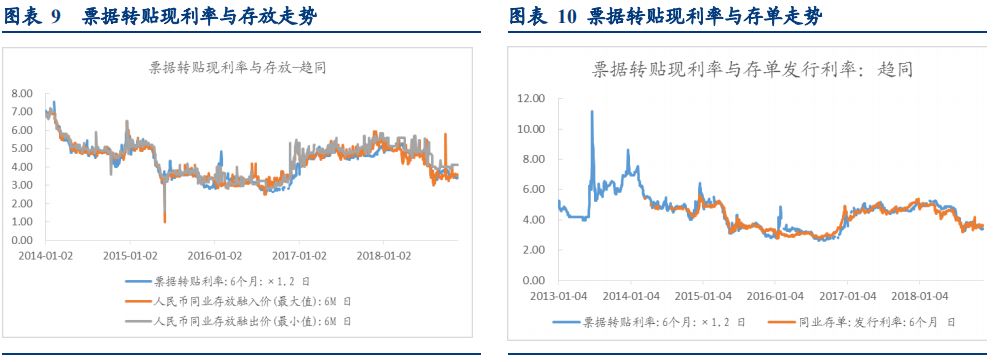 图表 9 票据转贴现利率与存放走势
票据转贴现利率与存放—趋同
8.00
7.00
6.00
5.00
4.00
3.00
2.00
1.00
0.00
2014-01-02 2015-01-02 2016-01-02 2017-01-02 2018-01-02
票据转贴利率:6个月: ×1.2 日
人民币同业存放融入价(最大值):6M 日
人民币同业存放融出价(最小值):6M 日
图表 10 票据转贴现利率与存单走势
票据转贴现利率与存单发行利率：趋同
12.00
10.00
8.00
6.00
4.00
2.00
0.00
2013-01-04 2014-01-04 2015-01-04 2016-01-04 2017-01-04 2018-01-04
票据转贴利率:6个月: ×1.2 日 同业存单:发行利率:6个月 日